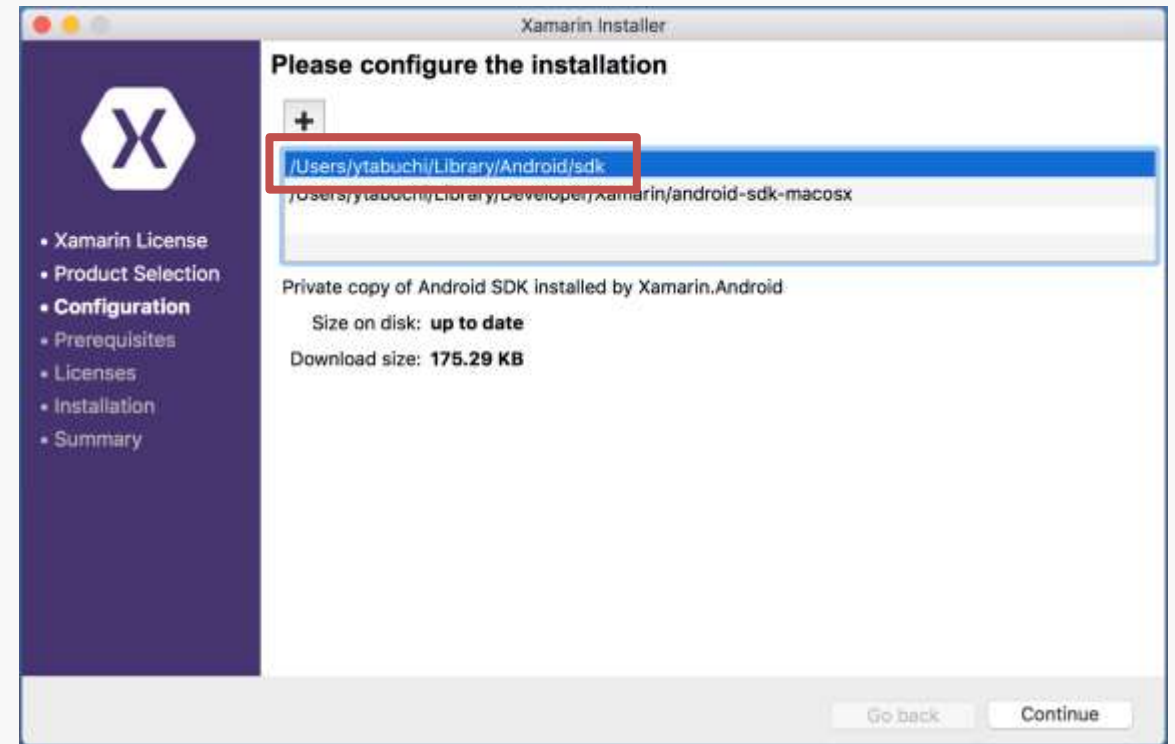 Xamarin Installer
Please configure the installation
+
/Users/ytabuchi/Library/Android/sdk
/Users/ytabuchi/Library/Developer/Xamarin/android-sdk-macosx
• Xamarin License
• Product Selection
• Configuration
• Prerequisites
• Licenses
• Installation
• Summary
Private copy of Android SDK installed by Xamarin.Android
Size on disk: up to date
Download size: 175.29 KB
Go back Continue